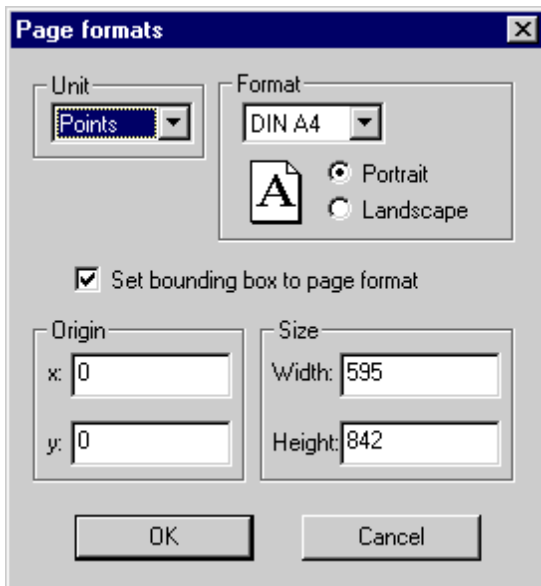 Page formats
Unit
Points
Format
DIN A4
A
Portrait
Landscape
Set bounding box to page format
Origin
x: 0
y: 0
Size
Width: 595
Height: 842
OK
Cancel